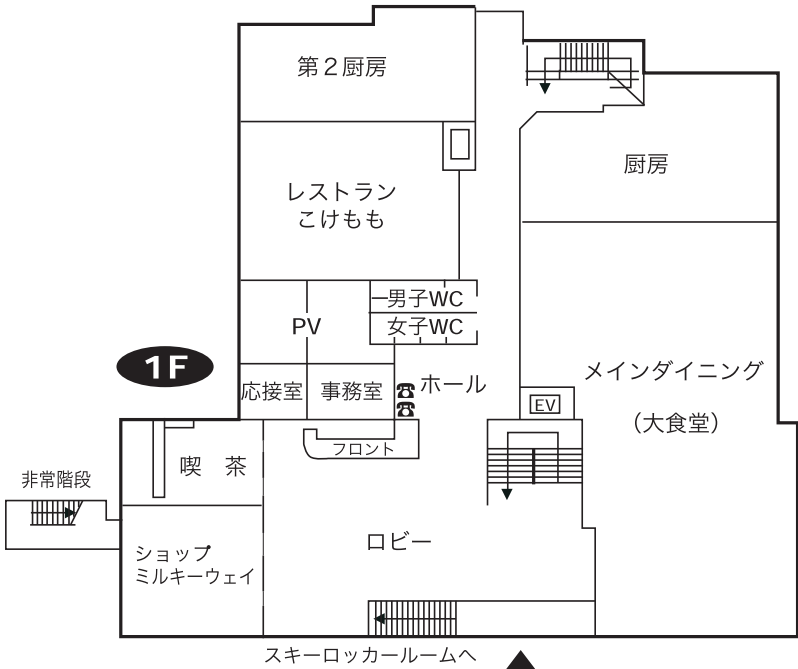 第2厨房
厨房
レストラン
こけもも
男子WC
PV
女子WC
1F
メインダイニング
(大食堂)
応接室
事務室
ホール
EV
フロント
喫 茶
非常階段
ロビー
ショップ
ミルキーウェイ
スキーロッカールームへ